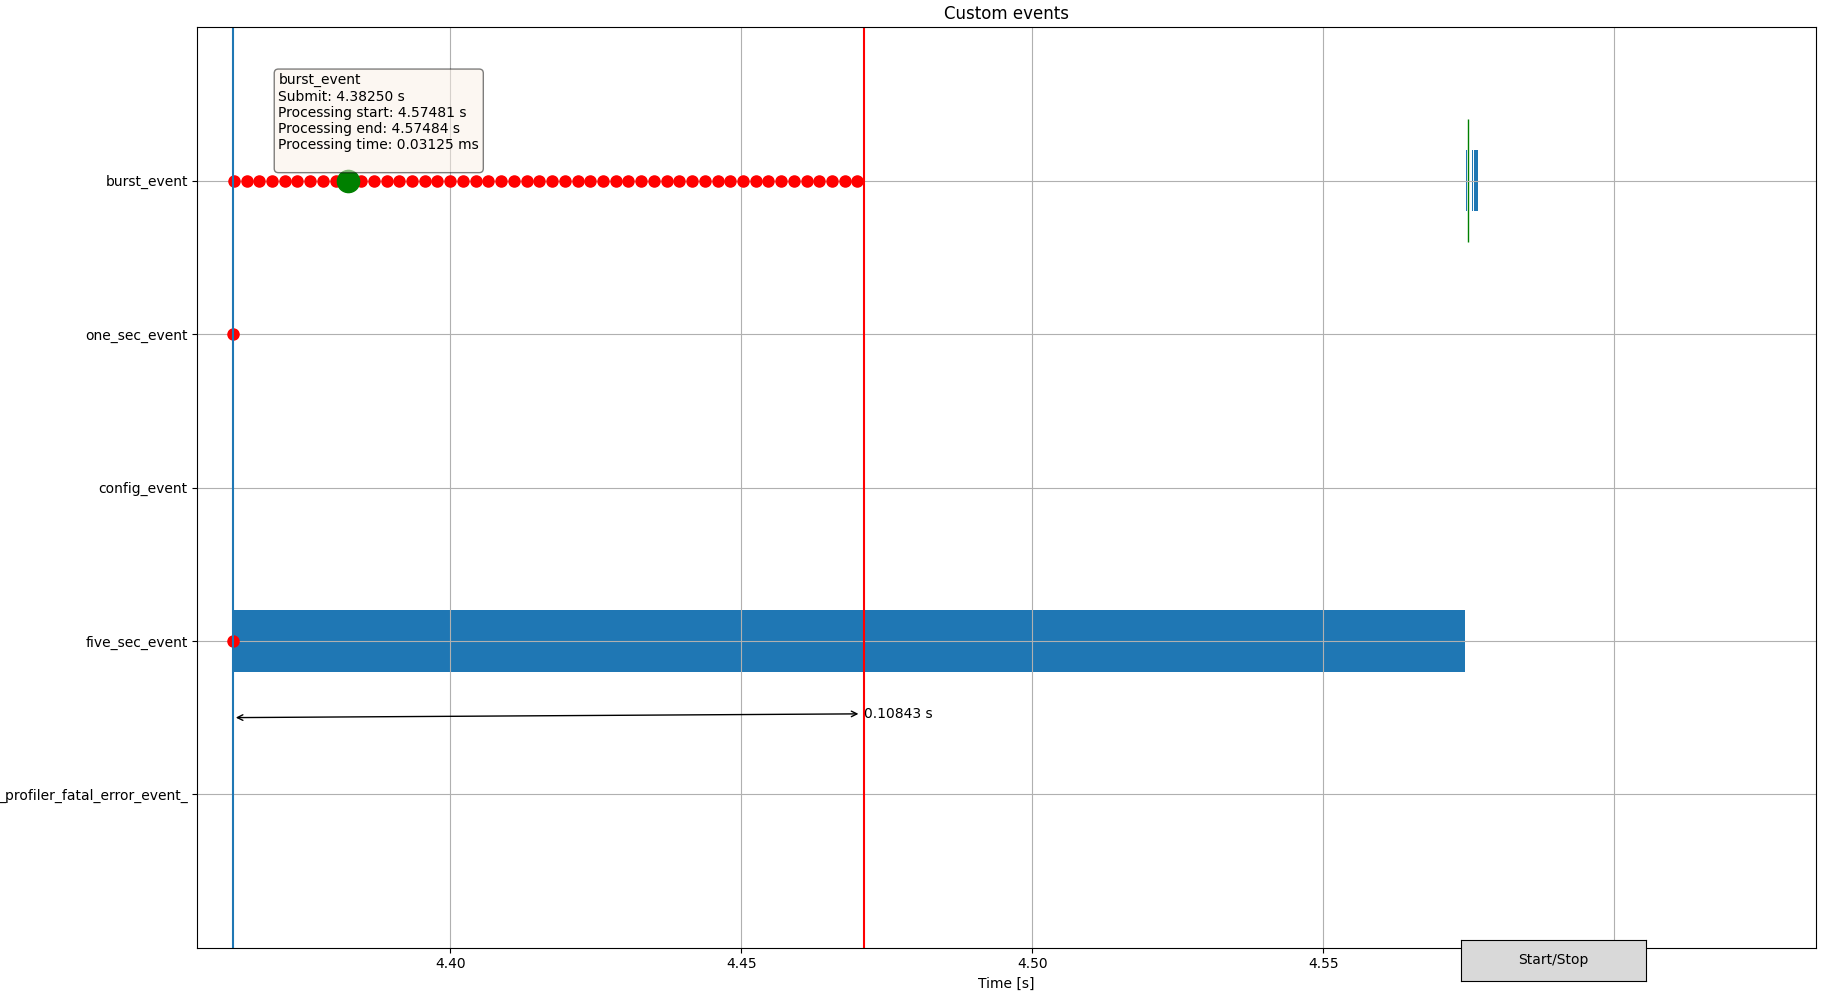 Custom events
burst_event
Submit: 4.38250 s
Processing start: 4.57481 s
Processing end: 4.57484 s
Processing time: 0.03125 ms
burst_event
one_sec_event
config_event
five_sec_event
0.10843 s
_profiler_fatal_error_event_
4.40
4.45
4.50
4.55
Start/Stop
Time [s]